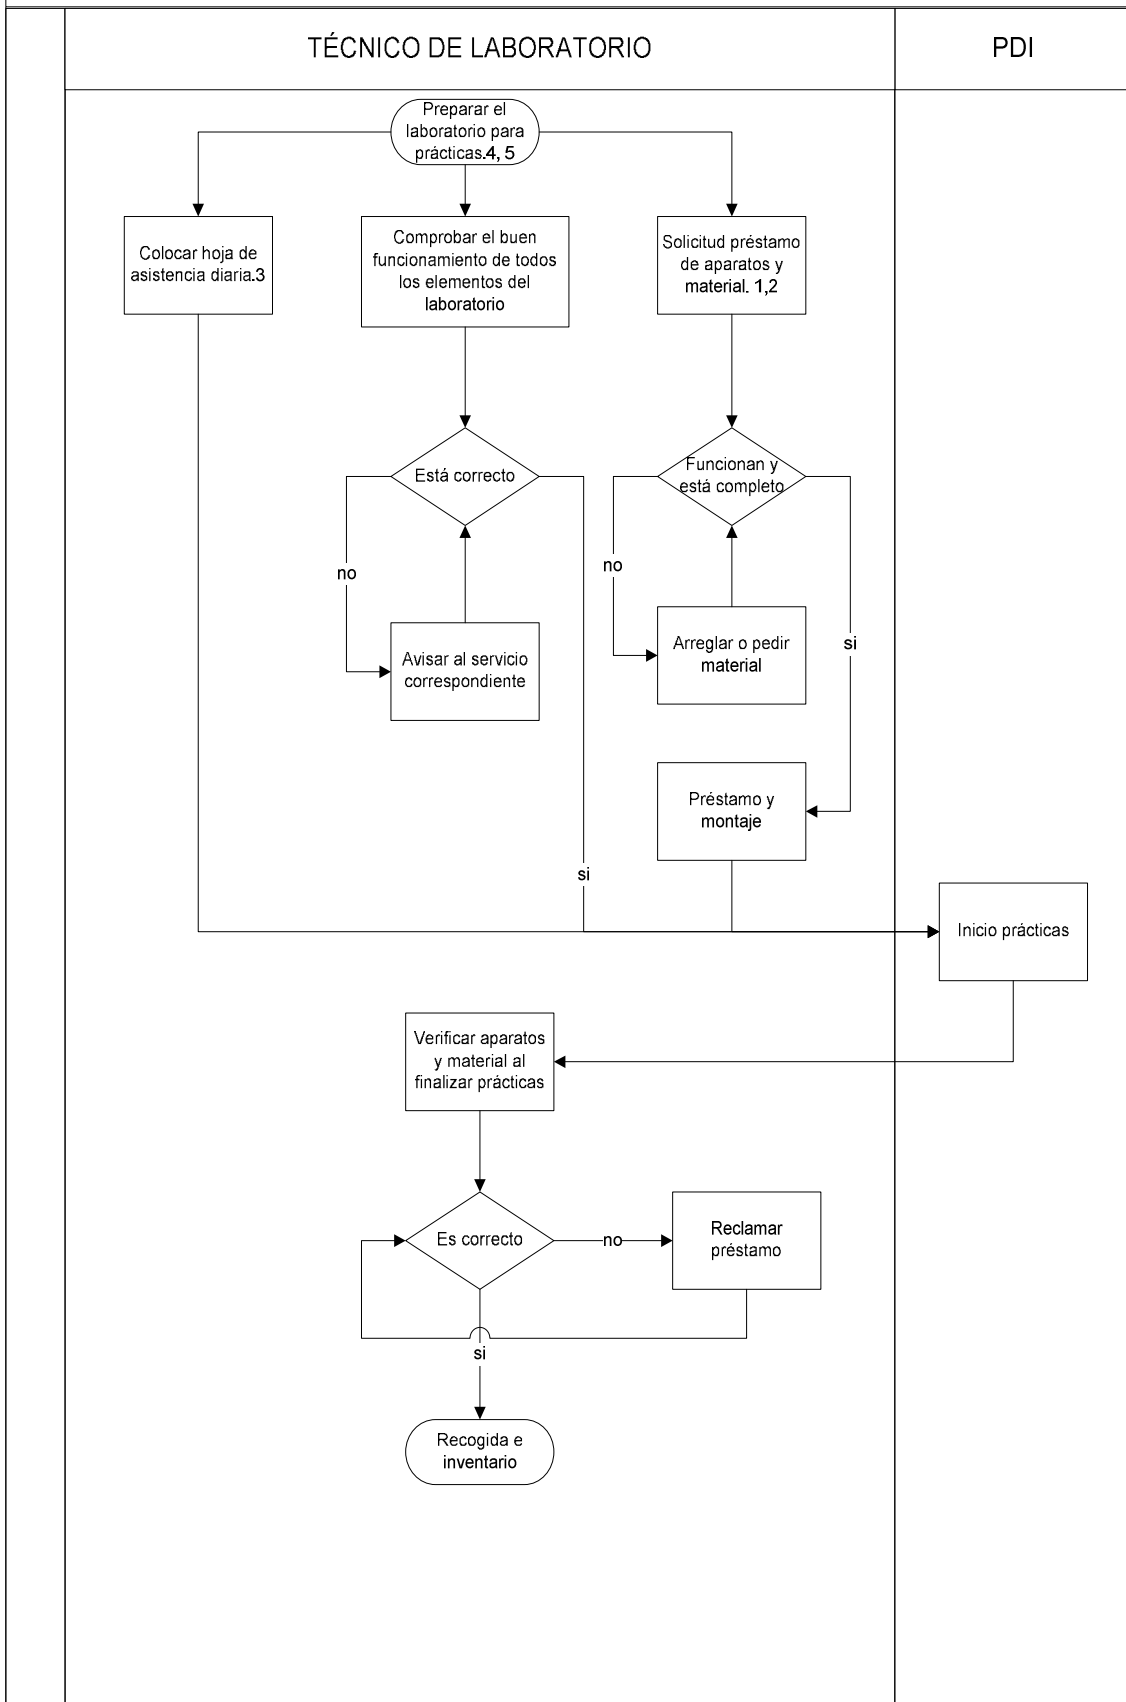 TÉCNICO DE LABORATORIO
PDI
Preparar el
laboratorio para
prácticas.4, 5
Colocar hoja de
asistencia diaria.3
Comprobar el buen
funcionamiento de todos
los elementos del
laboratorio
Solicitud préstamo
de aparatos y
material. 1,2
Está correcto
Funcionan y
está completo
no
no
si
Avisar al servicio
correspondiente
Arreglar o pedir
material
Préstamo y
montaje
si
Inicio prácticas
Verificar aparatos
y material al
finalizar prácticas
Es correcto
no
Reclamar
préstamo
si
Recogida e
inventario